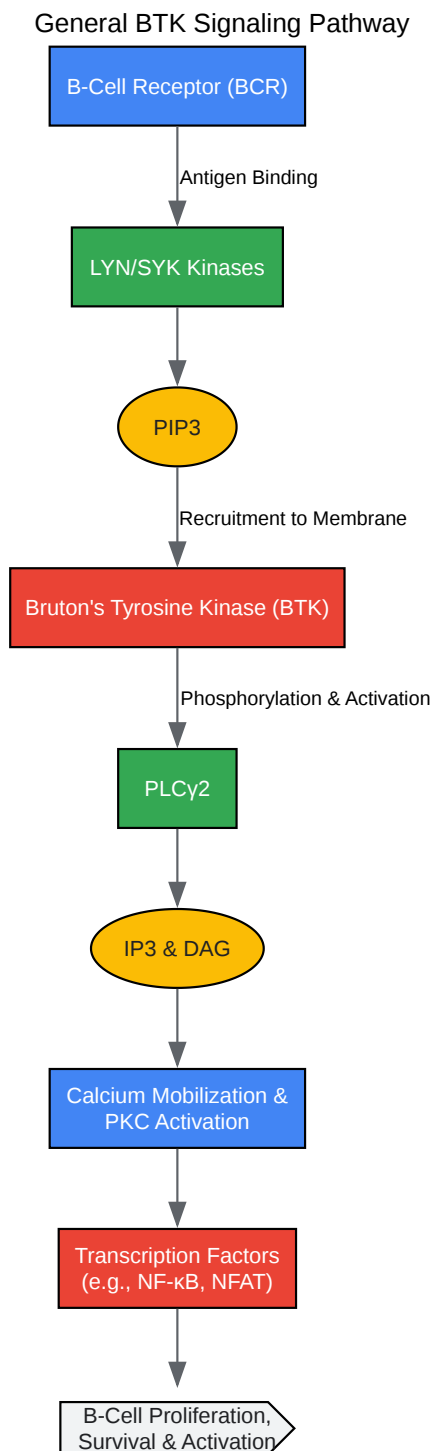 General BTK Signaling Pathway
B-Cell Receptor (BCR)
Antigen Binding
LYN/SYK Kinases
PIP3
Recruitment to Membrane
Bruton's Tyrosine Kinase (BTK)
Phosphorylation & Activation
PLCγ2
IP3 & DAG
Calcium Mobilization &
PKC Activation
Transcription Factors
(e.g., NF-κB, NFAT)
B-Cell Proliferation,
Survival & Activation